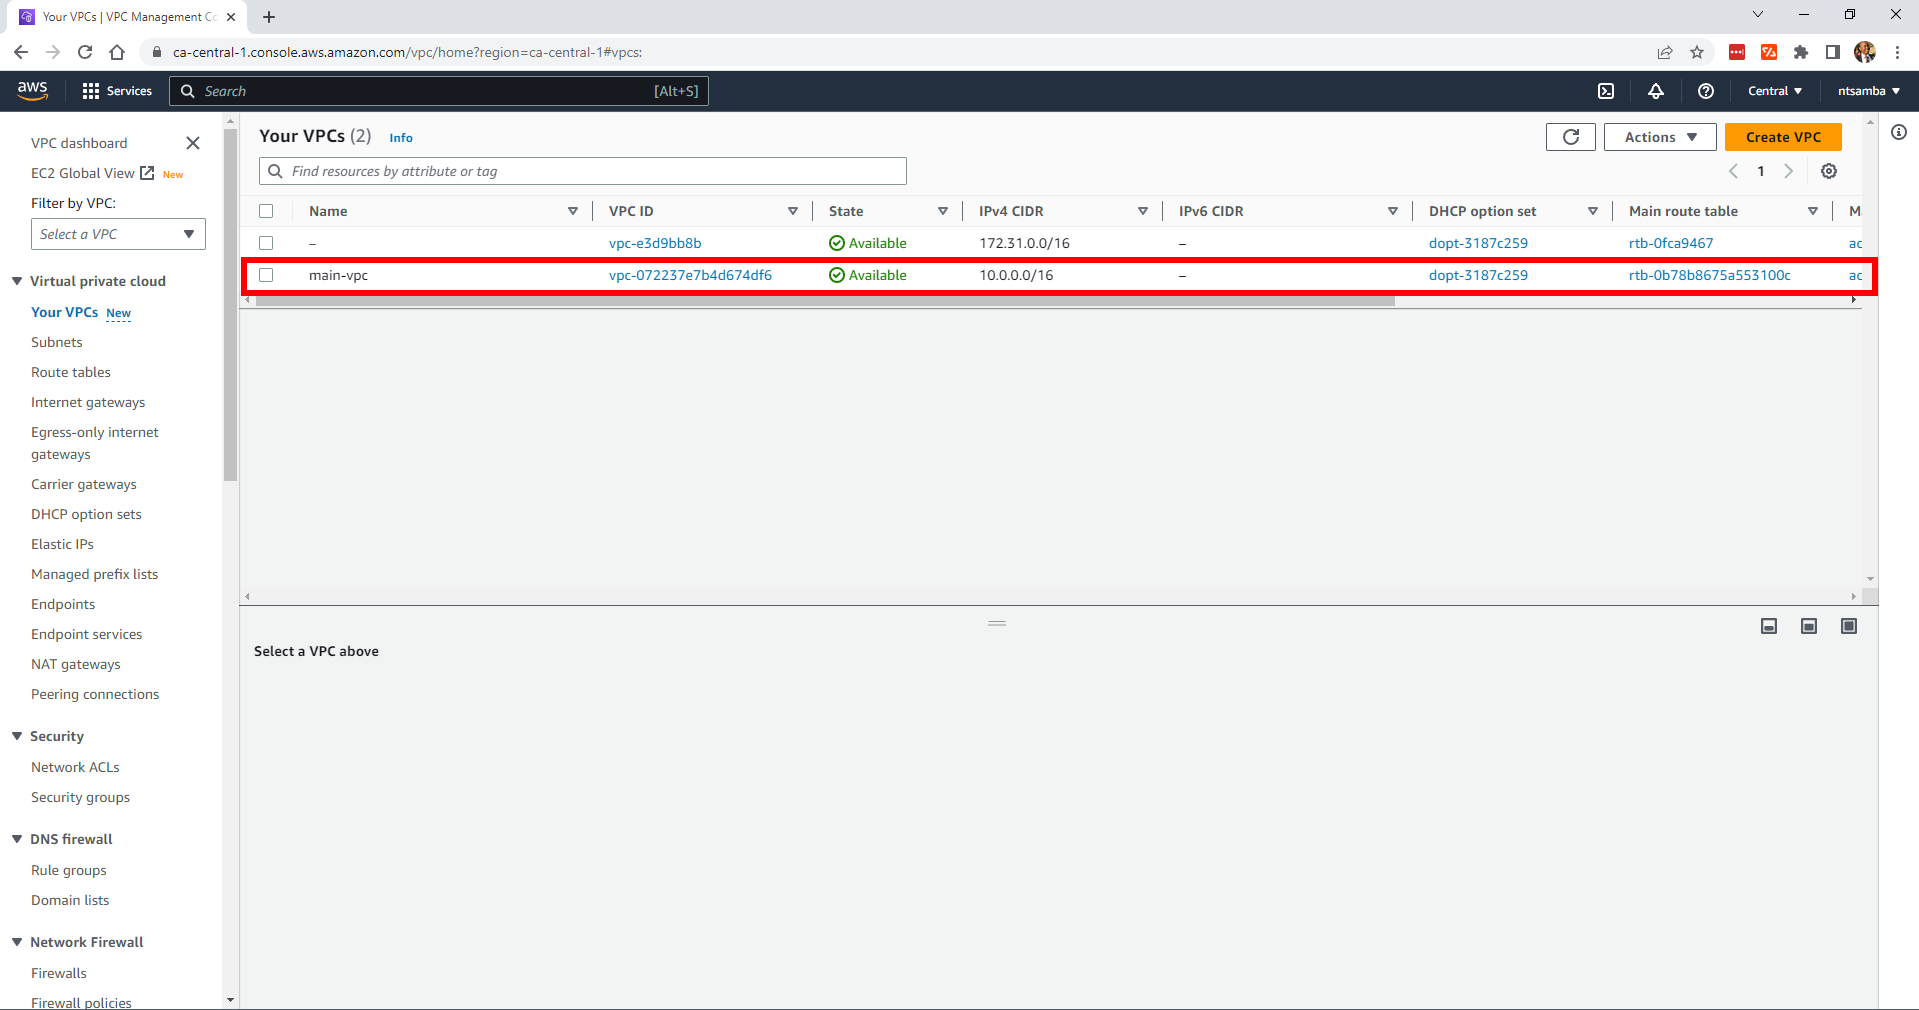 Your VPCs | VPC Management Co
ca-central-1.console.aws.amazon.com/vpc/home?region=ca-central-1#vpcs:
aws Services Search [Alt+S] Central ntsamba
VPC dashboard
EC2 Global View New
Filter by VPC:
Select a VPC
Virtual private cloud
Your VPCs New
Subnets
Route tables
Internet gateways
Egress-only internet
gateways
Carrier gateways
DHCP option sets
Elastic IPs
Managed prefix lists
Endpoints
Endpoint services
NAT gateways
Peering connections
Security
Network ACLs
Security groups
DNS firewall
Rule groups
Domain lists
Network Firewall
Firewalls
Firewall policies
Your VPCs (2) Info
Actions Create VPC
Find resources by attribute or tag
1
Name VPC ID State IPv4 CIDR IPv6 CIDR DHCP option set Main route table M
– vpc-e3d9bb8b Available 172.31.0.0/16 – dopt-3187c259 rtb-0fca9467 ac
main-vpc vpc-072237e7b4d674df6 Available 10.0.0.0/16 – dopt-3187c259 rtb-0b78b8675a553100c ac
Select a VPC above